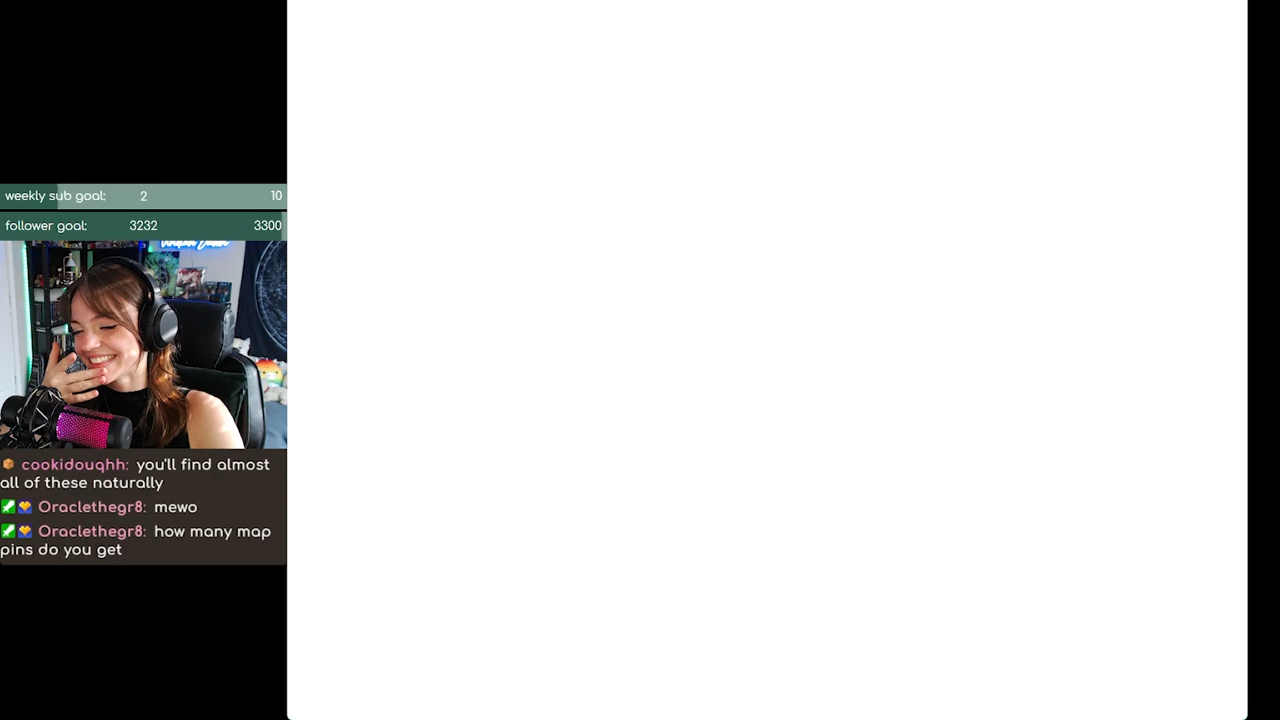 weekly sub goal: 2 10
follower goal: 3232 3300
cookidouqhh: you'll find almost
all of these naturally
Oraclethegr8: mewo
Oraclethegr8: how many map
pins do you get